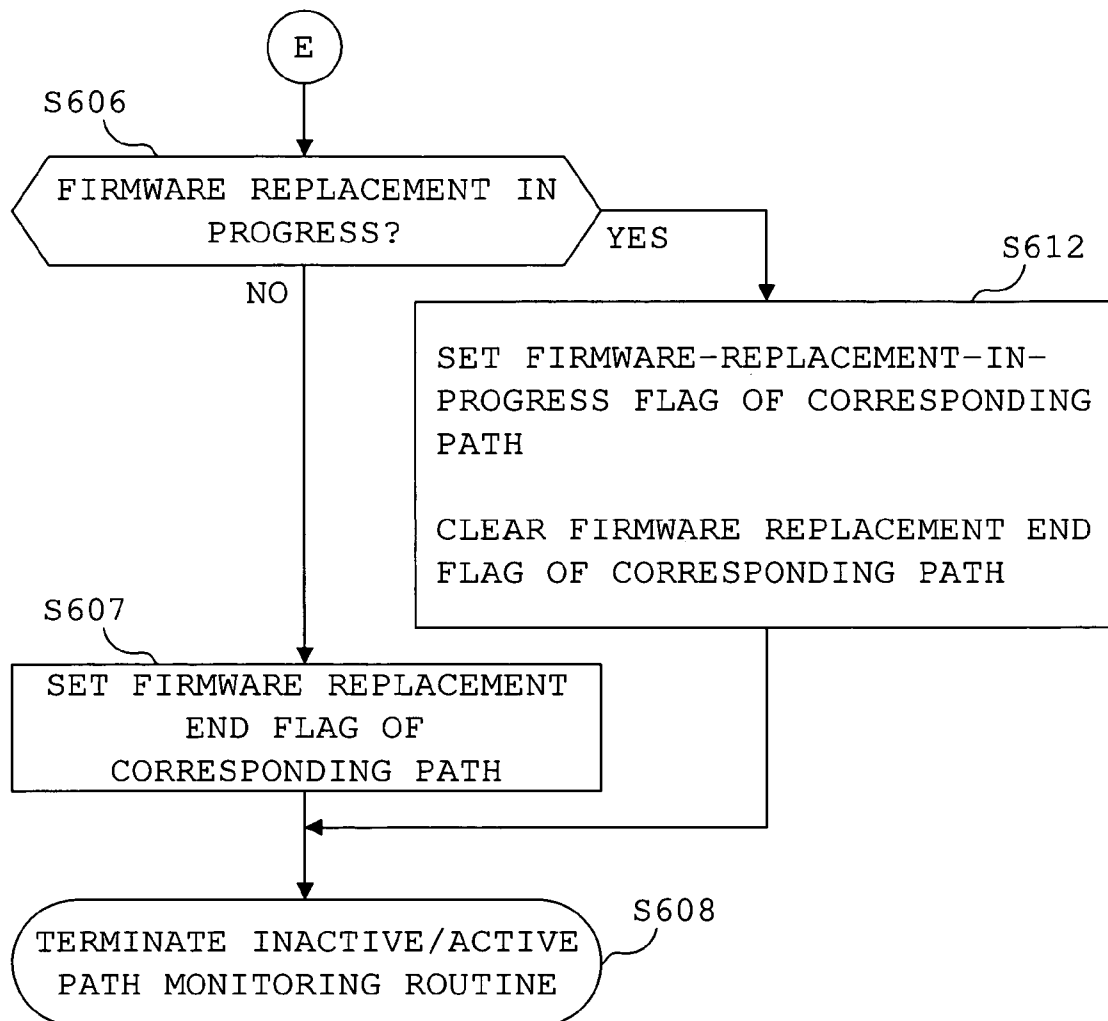 E
S606
FIRMWARE REPLACEMENT IN
PROGRESS?
YES
NO
S612
SET FIRMWARE-REPLACEMENT-IN-
PROGRESS FLAG OF CORRESPONDING
PATH
CLEAR FIRMWARE REPLACEMENT END
FLAG OF CORRESPONDING PATH
S607
SET FIRMWARE REPLACEMENT
END FLAG OF
CORRESPONDING PATH
S608
TERMINATE INACTIVE/ACTIVE
PATH MONITORING ROUTINE